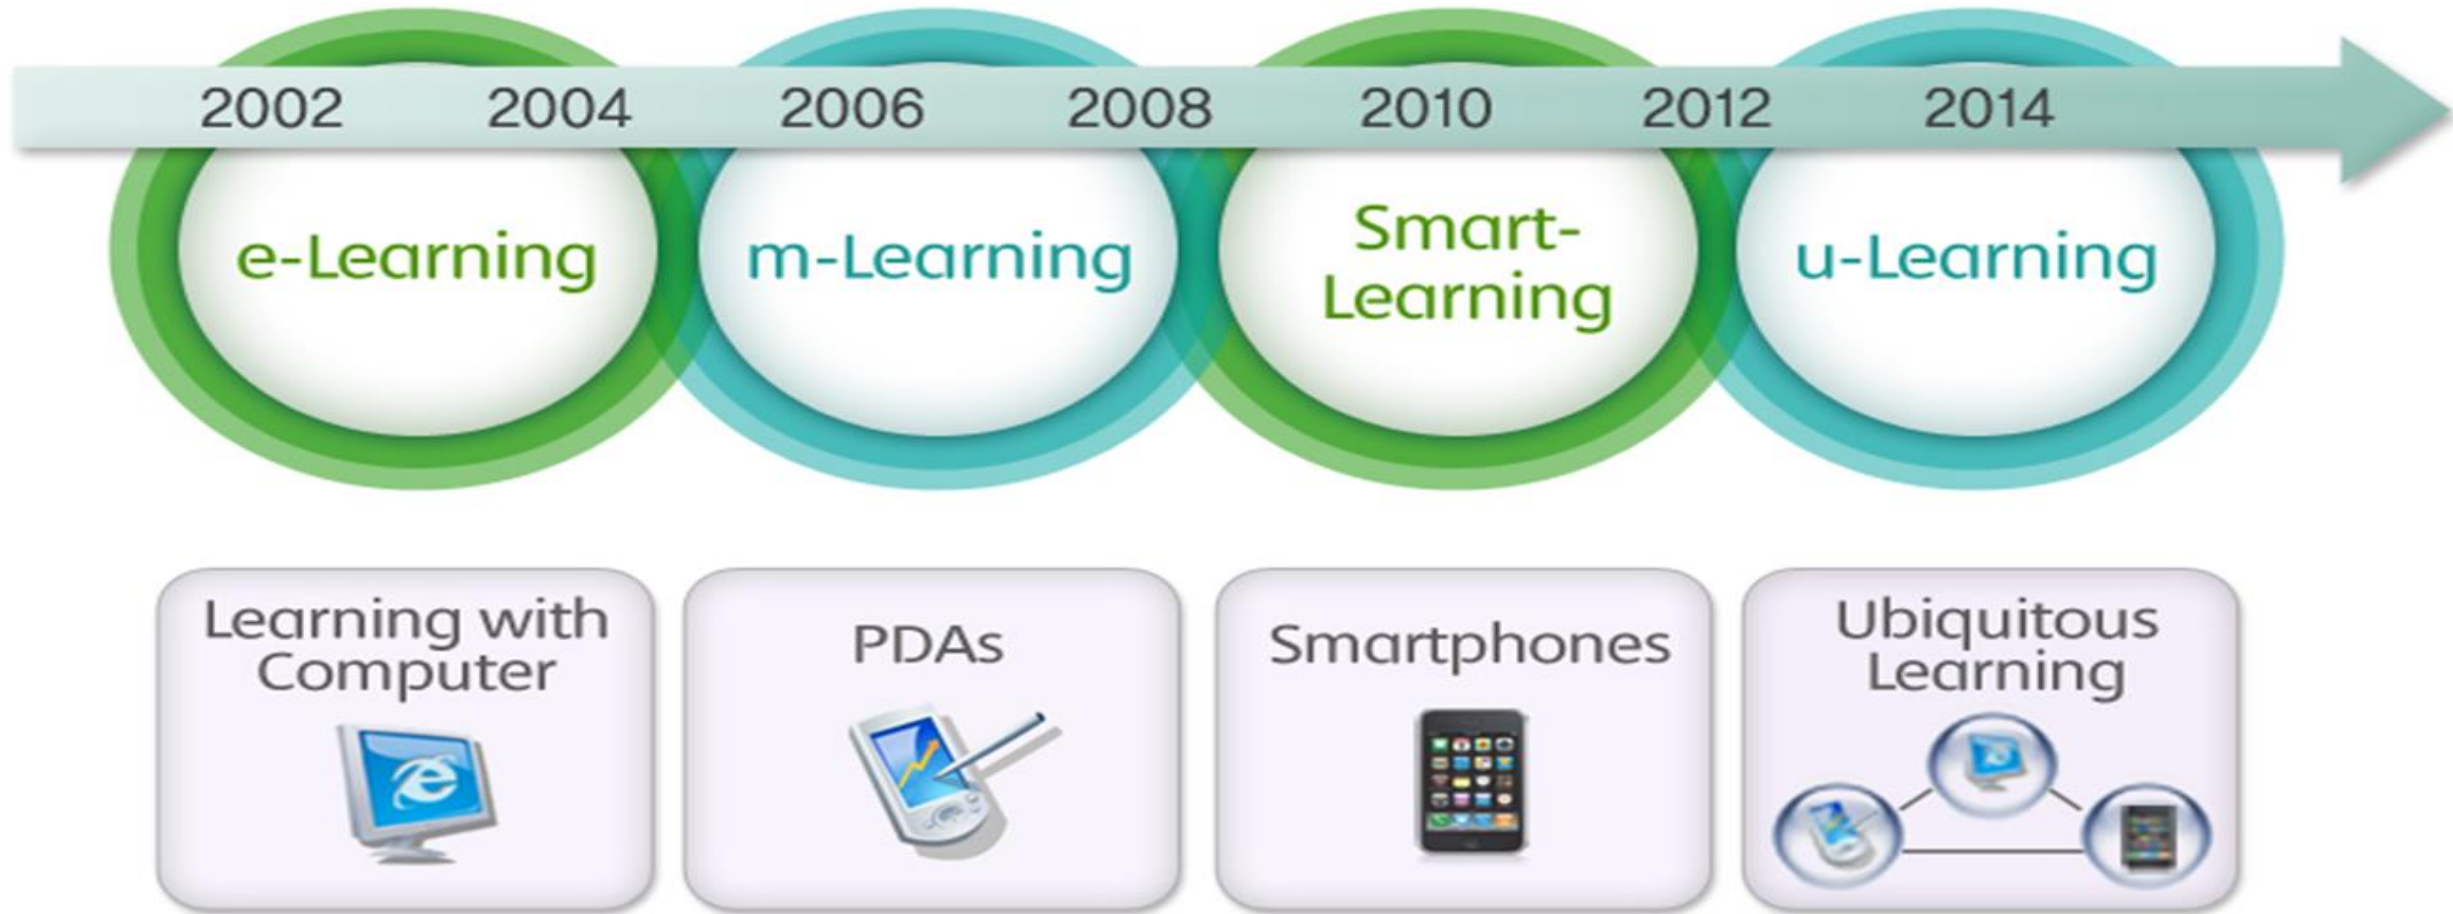 2002 2004 2006 2008 2010 2012 2014
e-Learning
m-Learning
Smart-
Learning
u-Learning
Learning with
Computer
PDAs
Smartphones
Ubiquitous
Learning